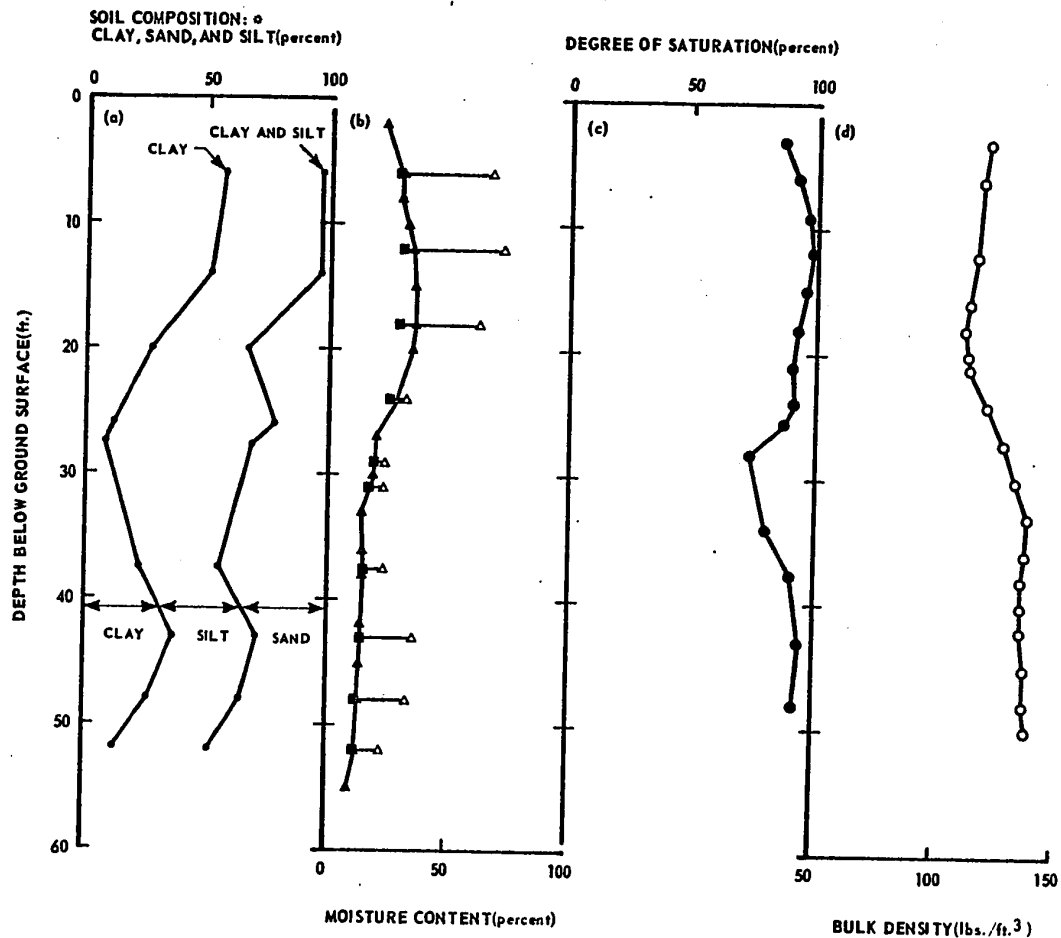 SOIL COMPOSITION:
CLAY, SAND, AND SILT(percent)
0 50 100
DEGREE OF SATURATION(percent)
0 50 100
(a)
(b)
(c)
(d)
CLAY
CLAY AND SILT
0
10
20
30
40
50
60
DEPTH BELOW GROUND SURFACE(ft.)
CLAY SILT SAND
0 50 100
MOISTURE CONTENT(percent)
50 100 150
BULK DENSITY(lbs./ft.3)